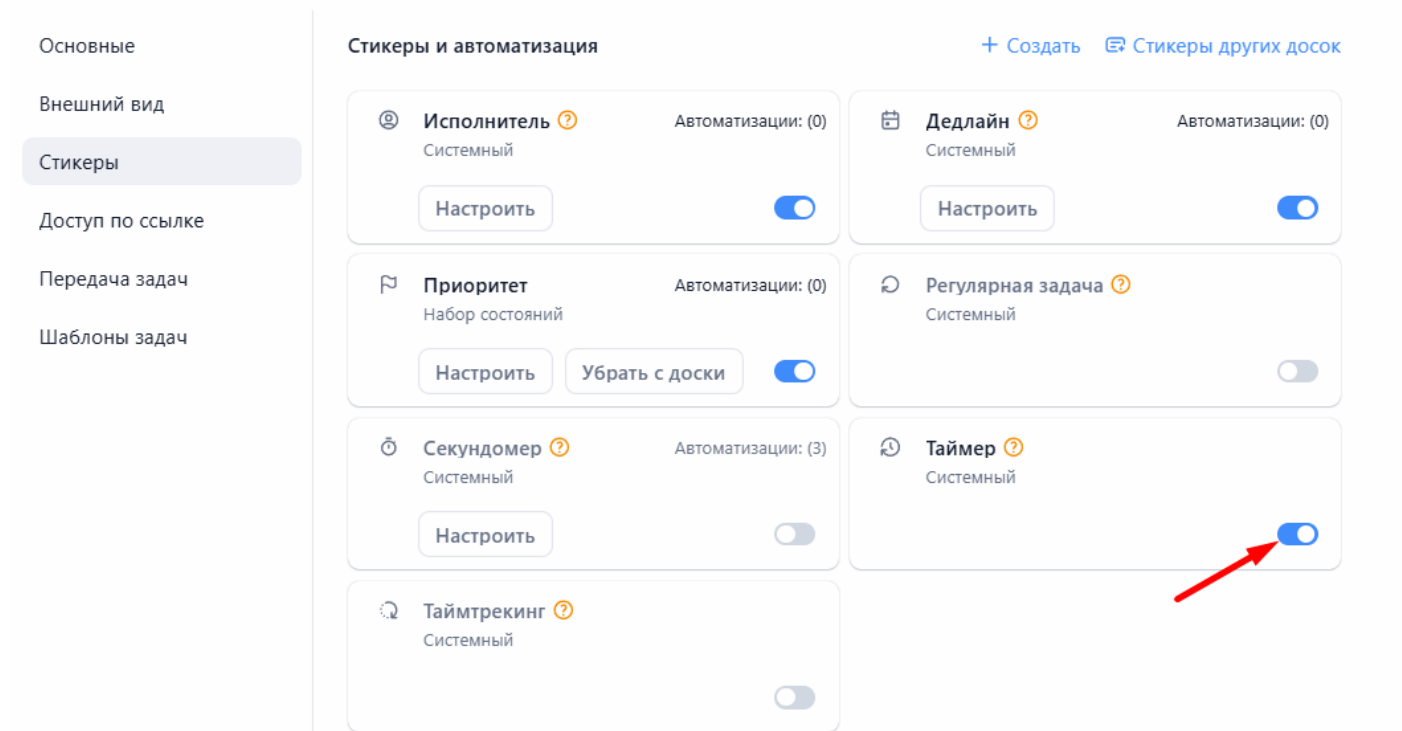 Основные
Внешний вид
Стикеры
Доступ по ссылке
Передача задач
Шаблоны задач
Стикеры и автоматизация
+ Создать
Стикеры других досок
Исполнитель ?
Автоматизации: (0)
Системный
Настроить
Дедлайн ?
Автоматизации: (0)
Системный
Настроить
Приоритет
Автоматизации: (0)
Набор состояний
Настроить
Убрать с доски
Регулярная задача ?
Системный
Секундомер ?
Автоматизации: (3)
Системный
Настроить
Таймер ?
Системный
Таймтрекинг ?
Системный